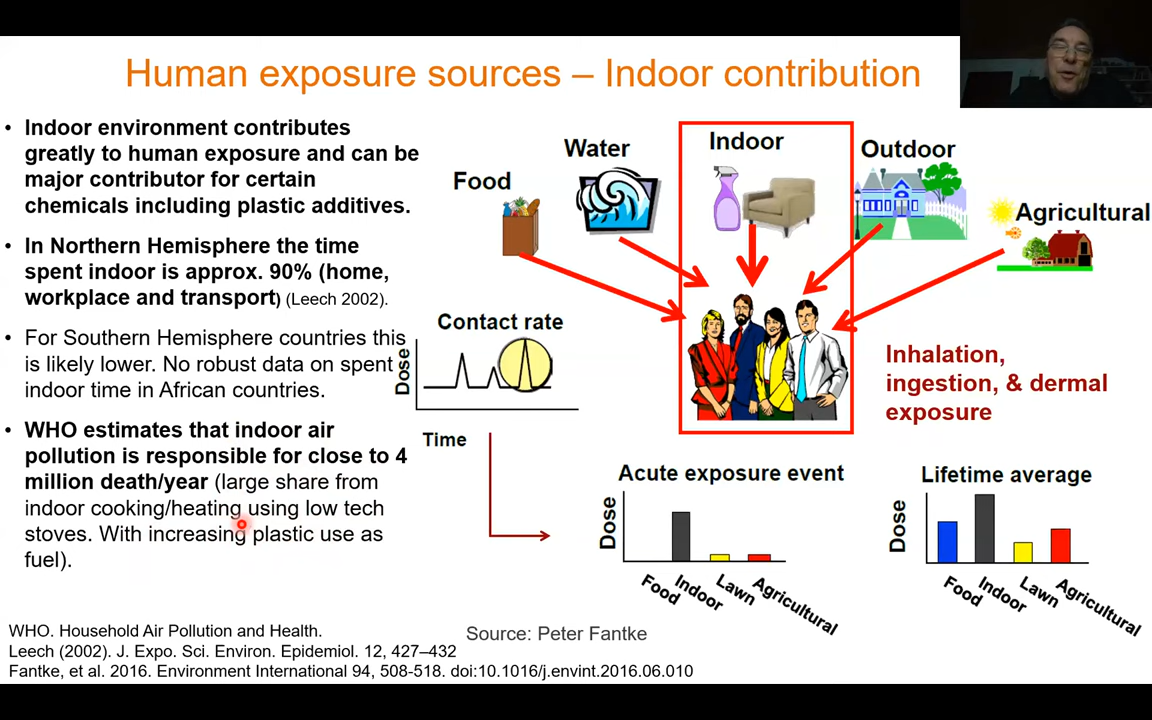 Human exposure sources – Indoor contribution
• Indoor environment contributes
greatly to human exposure and can be
major contributor for certain
chemicals including plastic additives.
• In Northern Hemisphere the time
spent indoor is approx. 90% (home,
workplace and transport) (Leech 2002).
• For Southern Hemisphere countries this
is likely lower. No robust data on spent
indoor time in African countries.
• WHO estimates that indoor air
pollution is responsible for close to 4
million death/year (large share from
indoor cooking/heating using low tech
stoves. With increasing plastic use as
fuel).
Food
Water
Indoor
Outdoor
Agricultural
Contact rate
Dose
Time
Inhalation,
ingestion, & dermal
exposure
Acute exposure event
Dose
Food
Indoor
Lawn
Agricultural
Lifetime average
Dose
Food
Indoor
Lawn
Agricultural
WHO. Household Air Pollution and Health.
Source: Peter Fantke
Leech (2002). J. Expo. Sci. Environ. Epidemiol. 12, 427–432
Fantke, et al. 2016. Environment International 94, 508-518. doi:10.1016/j.envint.2016.06.010